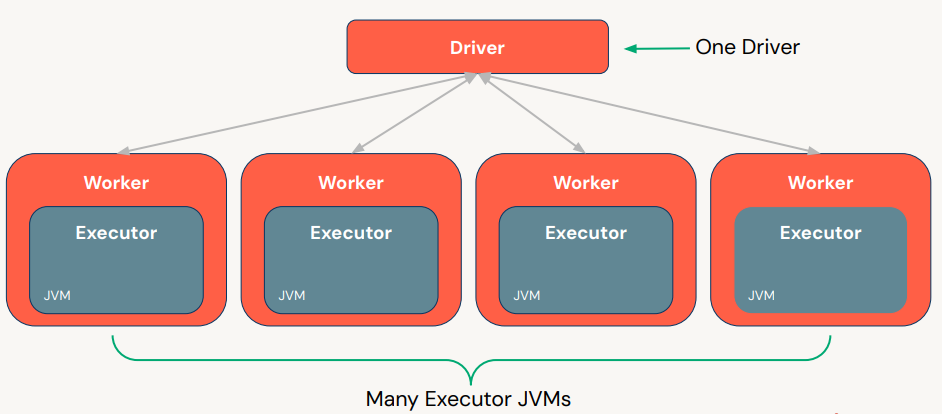 Driver
One Driver
Worker
Worker
Worker
Worker
Executor
Executor
Executor
Executor
JVM
JVM
JVM
JVM
Many Executor JVMs